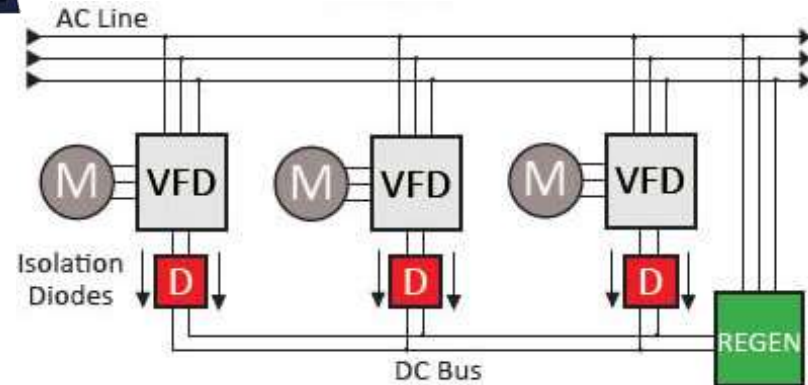 AC Line
M
VFD
M
VFD
M
VFD
Isolation
Diodes
D
D
D
REGEN
DC Bus